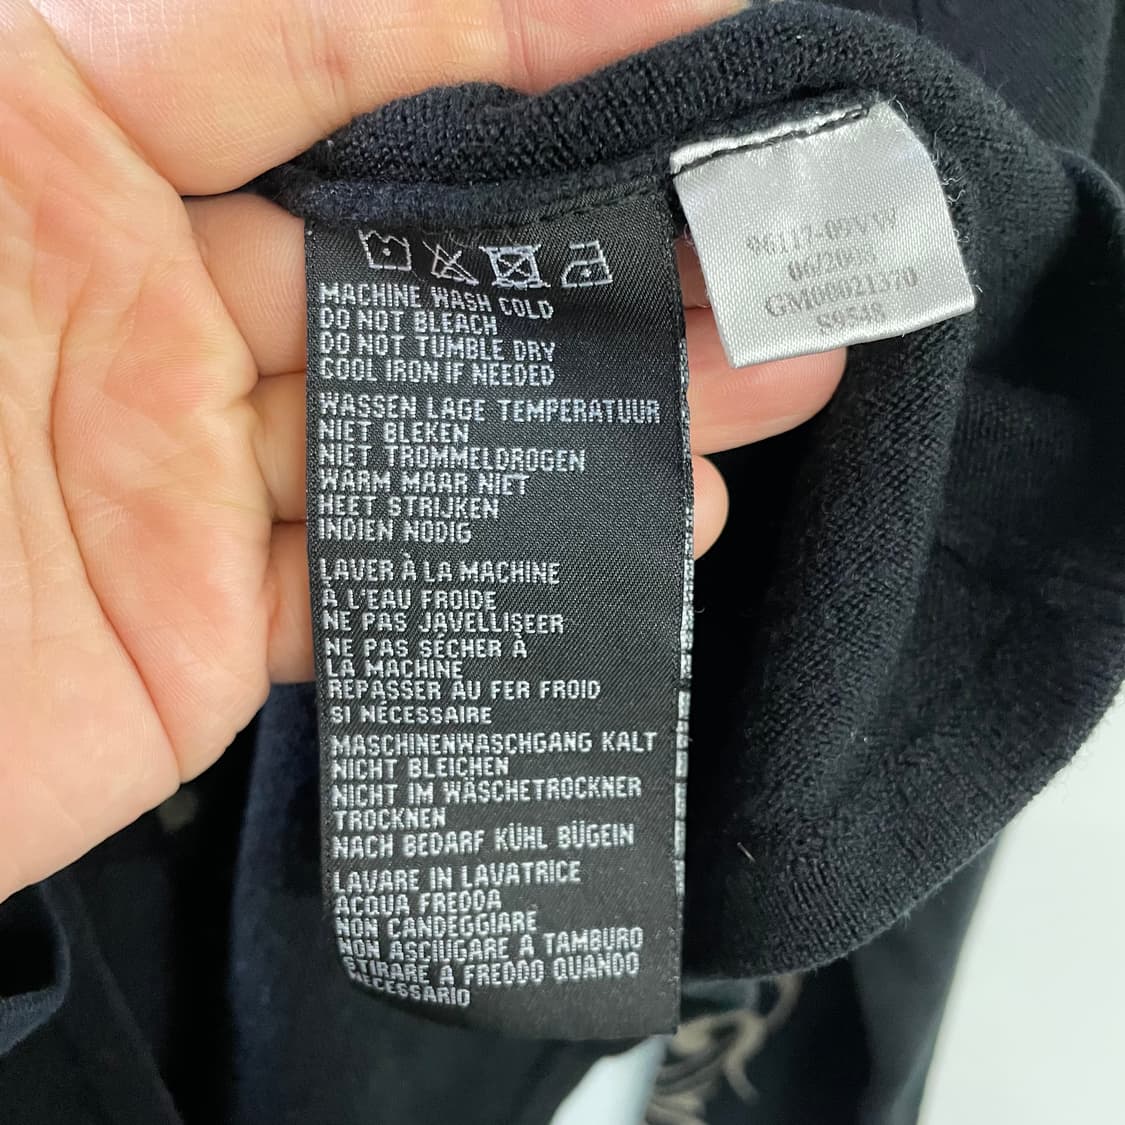 MACHINE WASH COLD
DO NOT BLEACH
DO NOT TUMBLE DRY
COOL IRON IF NEEDED
WASSEN LAGE TEMPERATUUR
NIET BLEKEN
NIET TROMMELDROGEN
WARM MAAR NIET
HEET STRIJKEN
INDIEN NODIG
LAVER À LA MACHINE
À L'EAU FROIDE
NE PAS JAVELLISEER
NE PAS SÉCHER À
LA MACHINE
REPASSER AU FER FROID
SI NÉCESSAIRE
MASCHINENWASCHGANG KALT
NICHT BLEICHEN
NICHT IM WÄSCHETROCKNER
TROCKNEN
NACH BEDARF KÜHL BÜGEIN
LAVARE IN LAVATRICE
ACQUA FREDDA
NON CANDEGGIARE
NON ASCIUGARE A TAMBURO
STIRARE A FREDDO QUANDO
NECESSARIO
GM00021370
S9548